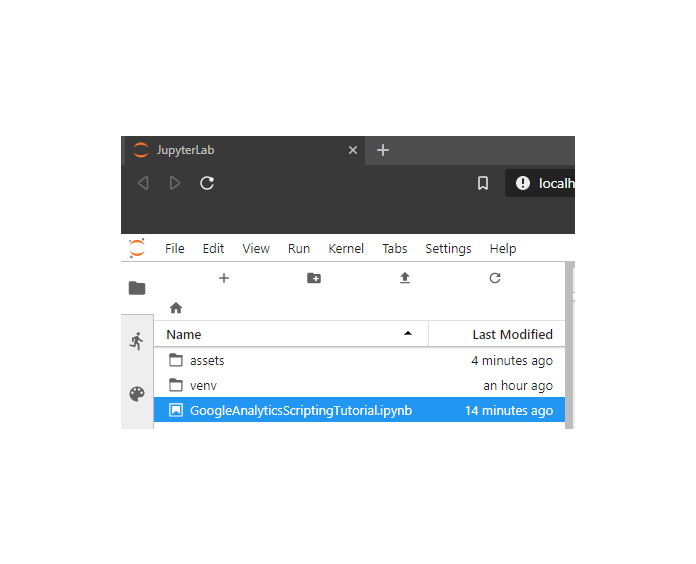 JupyterLab
localh
File Edit View Run Kernel Tabs Settings Help
Name Last Modified
assets 4 minutes ago
venv an hour ago
GoogleAnalyticsScriptingTutorial.ipynb 14 minutes ago